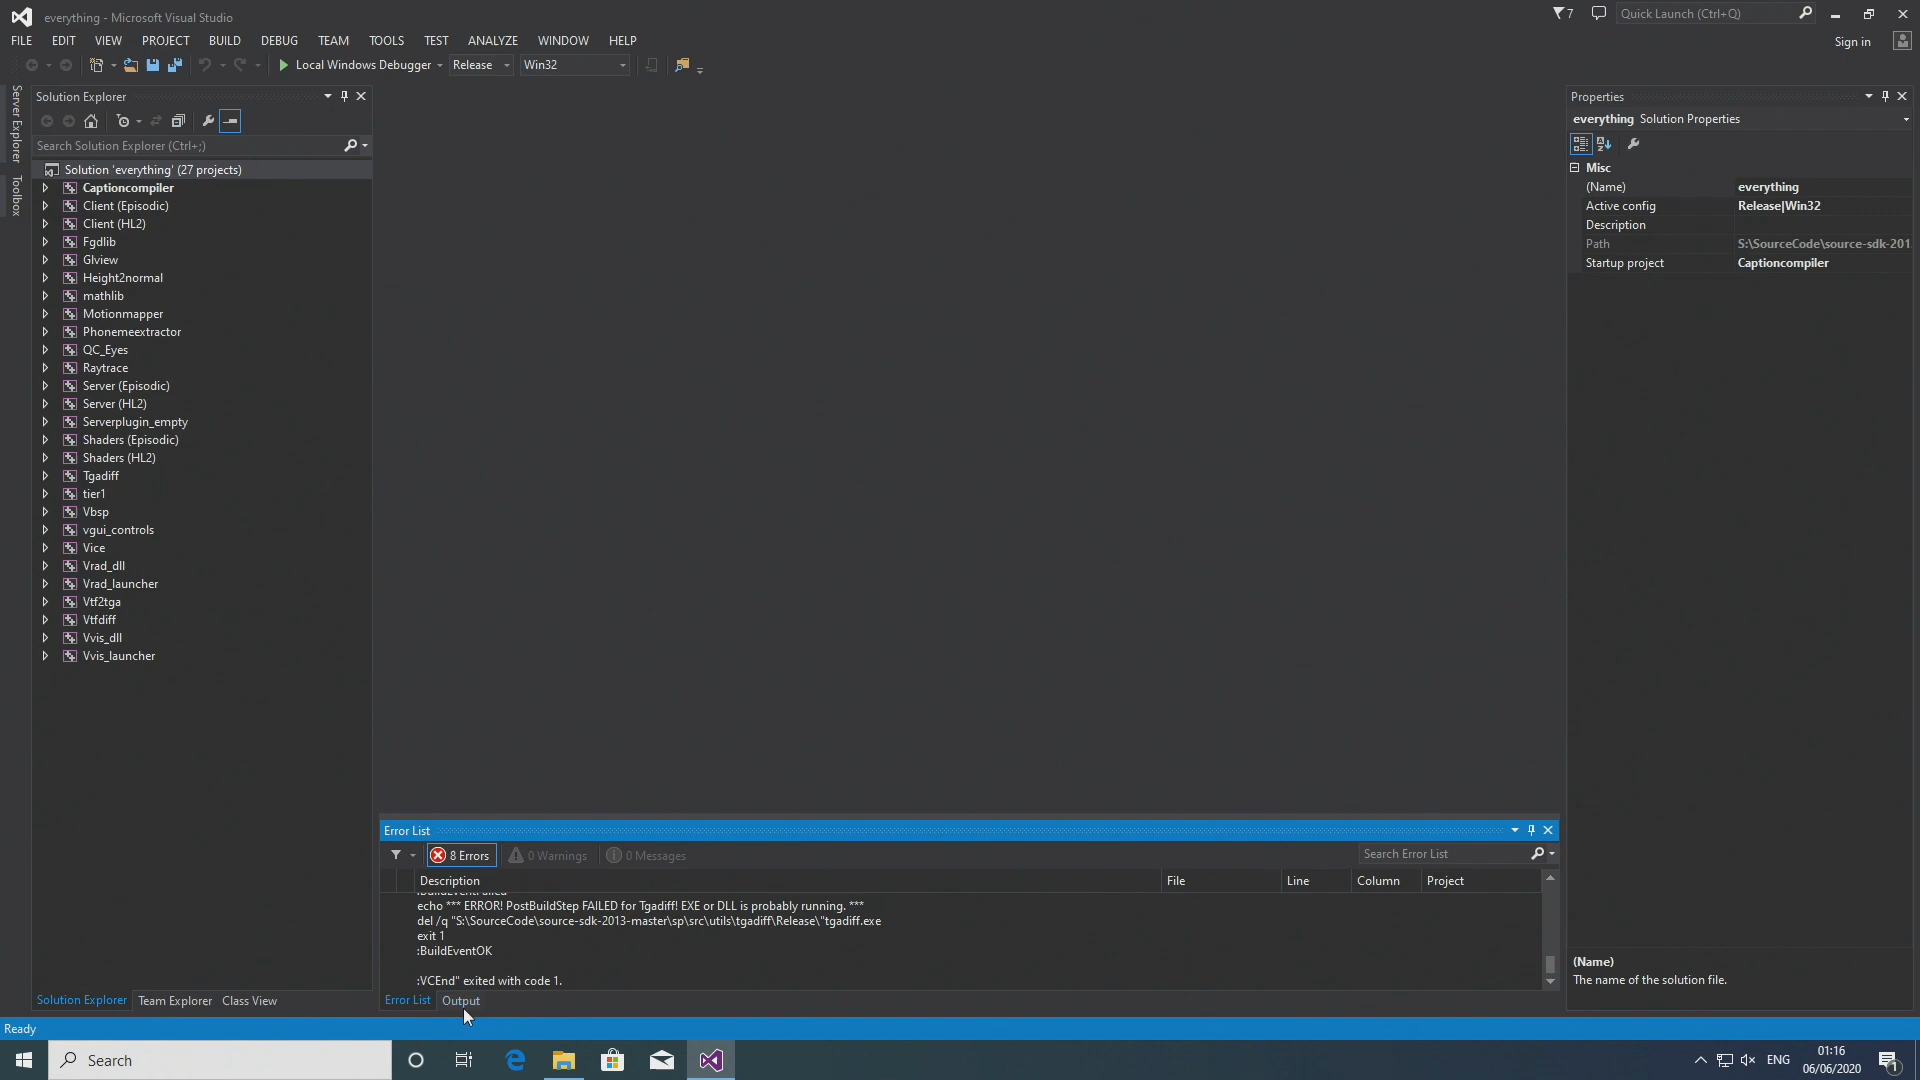 everything - Microsoft Visual Studio
7
Quick Launch (Ctrl+Q)
FILE EDIT VIEW PROJECT BUILD DEBUG TEAM TOOLS TEST ANALYZE WINDOW HELP
Sign in
Local Windows Debugger Release Win32
Server Explorer
Toolbox
Solution Explorer
Search Solution Explorer (Ctrl+;)
Solution 'everything' (27 projects)
Captioncompiler
Client (Episodic)
Client (HL2)
Fgdlib
Glview
Height2normal
mathlib
Motionmapper
Phonemeextractor
QC_Eyes
Raytrace
Server (Episodic)
Server (HL2)
Serverplugin_empty
Shaders (Episodic)
Shaders (HL2)
Tgadiff
tier1
Vbsp
vgui_controls
Vice
Vrad_dll
Vrad_launcher
Vtf2tga
Vtfdiff
Vvis_dll
Vvis_launcher
Solution Explorer Team Explorer Class View
Error List
8 Errors 0 Warnings 0 Messages
Search Error List
Description File Line Column Project
:BuildEventFailed
echo *** ERROR! PostBuildStep FAILED for Tgadiff! EXE or DLL is probably running. ***
del /q "S:\SourceCode\source-sdk-2013-master\sp\src\utils\tgadiff\Release\"tgadiff.exe
exit 1
:BuildEventOK
:VCEnd" exited with code 1.
Error List Output
Properties
everything Solution Properties
Misc
(Name) everything
Active config Release|Win32
Description
Path S:\SourceCode\source-sdk-201
Startup project Captioncompiler
(Name)
The name of the solution file.
Ready
Search
ENG
01:16
06/06/2020
1